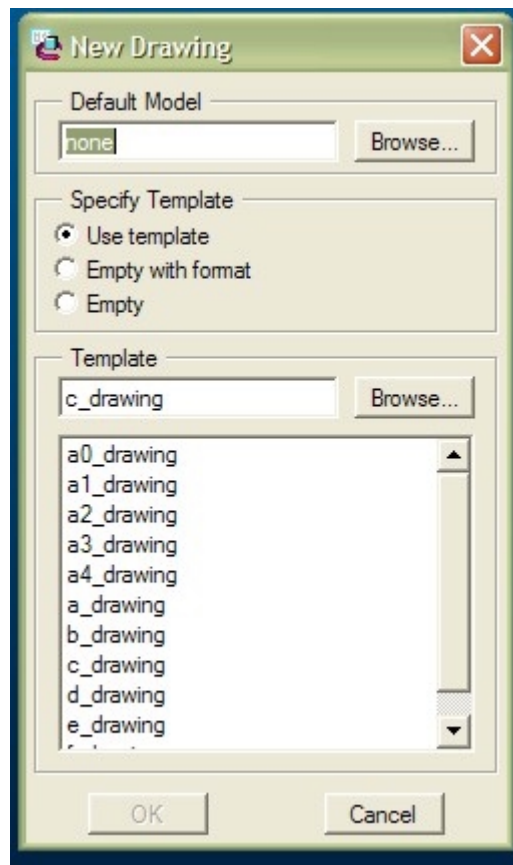 New Drawing
Default Model
none
Browse...
Specify Template
Use template
Empty with format
Empty
Template
c_drawing
Browse...
a0_drawing
a1_drawing
a2_drawing
a3_drawing
a4_drawing
a_drawing
b_drawing
c_drawing
d_drawing
e_drawing
OK
Cancel